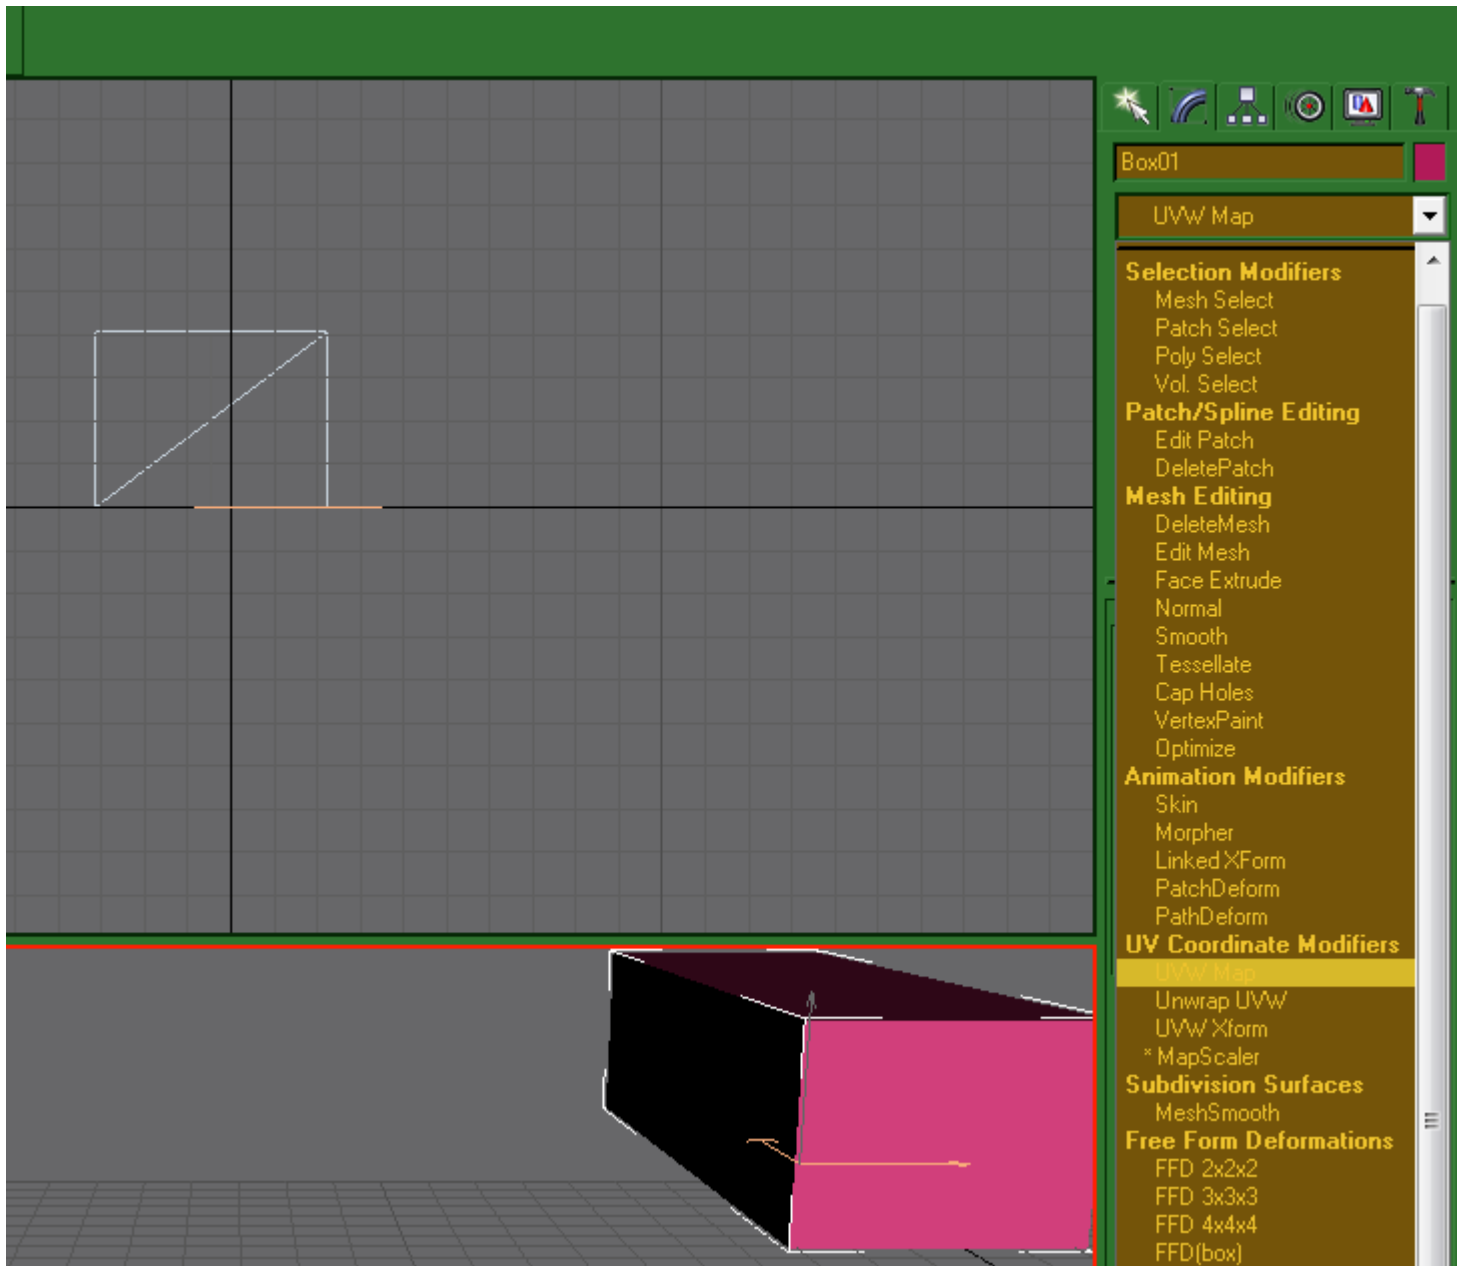 Box01
UVW Map
Selection Modifiers
Mesh Select
Patch Select
Poly Select
Vol. Select
Patch/Spline Editing
Edit Patch
DeletePatch
Mesh Editing
DeleteMesh
Edit Mesh
Face Extrude
Normal
Smooth
Tessellate
Cap Holes
VertexPaint
Optimize
Animation Modifiers
Skin
Morpher
Linked XForm
PatchDeform
PathDeform
UV Coordinate Modifiers
UVW Map
Unwrap UVW
UVW Xform
* MapScaler
Subdivision Surfaces
MeshSmooth
Free Form Deformations
FFD 2x2x2
FFD 3x3x3
FFD 4x4x4
FFD(box)